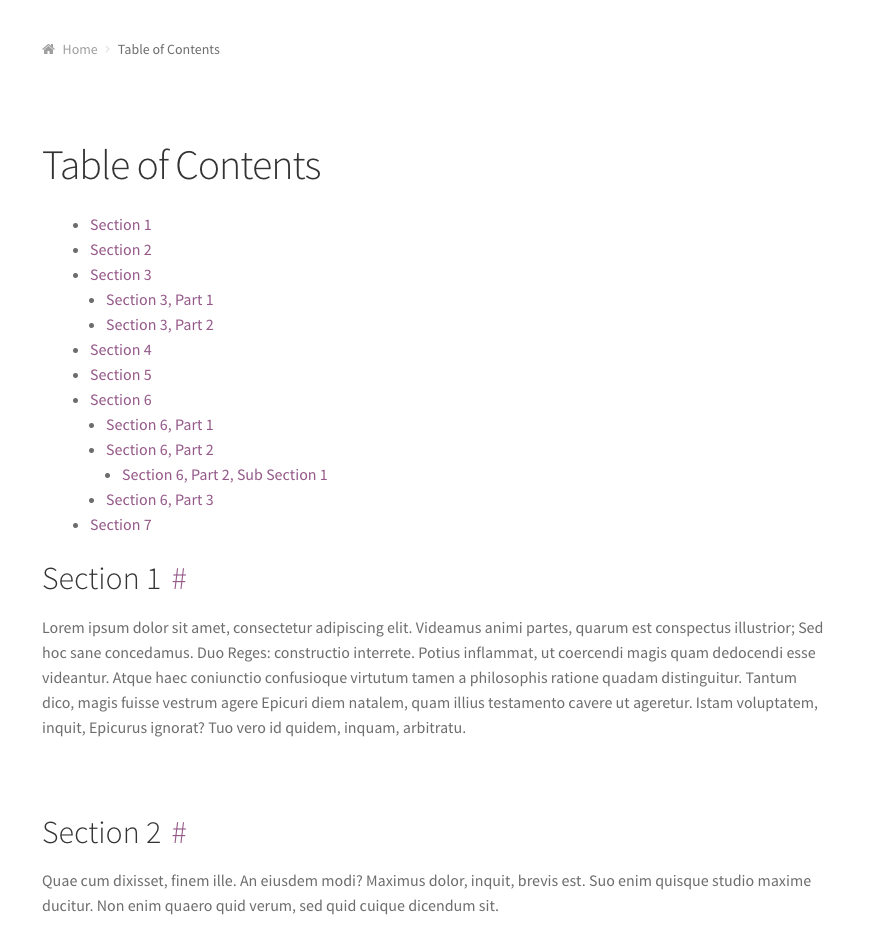 Home › Table of Contents
Table of Contents
• Section 1
• Section 2
• Section 3
• Section 3, Part 1
• Section 3, Part 2
• Section 4
• Section 5
• Section 6
• Section 6, Part 1
• Section 6, Part 2
• Section 6, Part 2, Sub Section 1
• Section 6, Part 3
• Section 7
Section 1 #
Lorem ipsum dolor sit amet, consectetur adipiscing elit. Videamus animi partes, quarum est conspectus illustrior; Sed
hoc sane concedamus. Duo Reges: constructio interrete. Potius inflammat, ut coercendi magis quam dedocendi esse
videantur. Atque haec coniunctio confusioque virtutum tamen a philosophis ratione quadam distinguitur. Tantum
dico, magis fuisse vestrum agere Epicuri diem natalem, quam illius testamento cavere ut ageretur. Istam voluptatem,
inquit, Epicurus ignorat? Tuo vero id quidem, inquam, arbitratu.
Section 2 #
Quae cum dixisset, finem ille. An eiusdem modi? Maximus dolor, inquit, brevis est. Suo enim quisque studio maxime
ducitur. Non enim quaero quid verum, sed quid cuique dicendum sit.